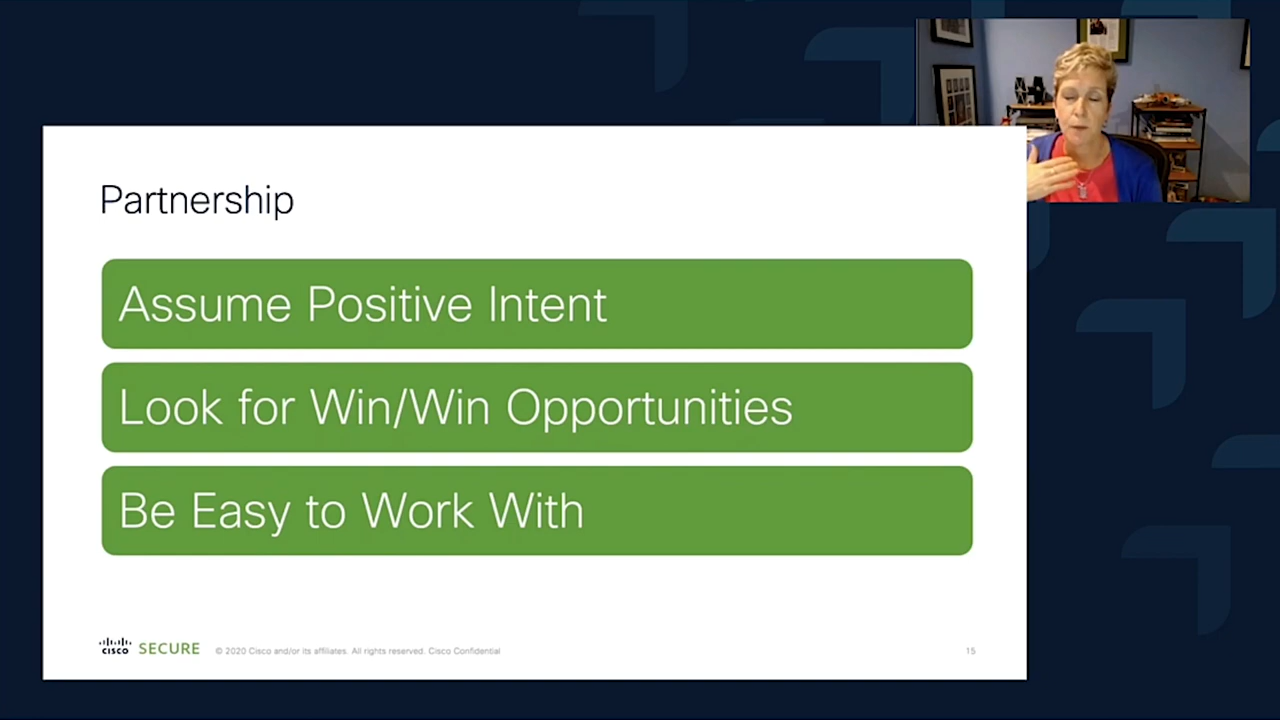 Partnership
Assume Positive Intent
Look for Win/Win Opportunities
Be Easy to Work With
CISCO SECURE © 2020 Cisco and/or its affiliates. All rights reserved. Cisco Confidential 15